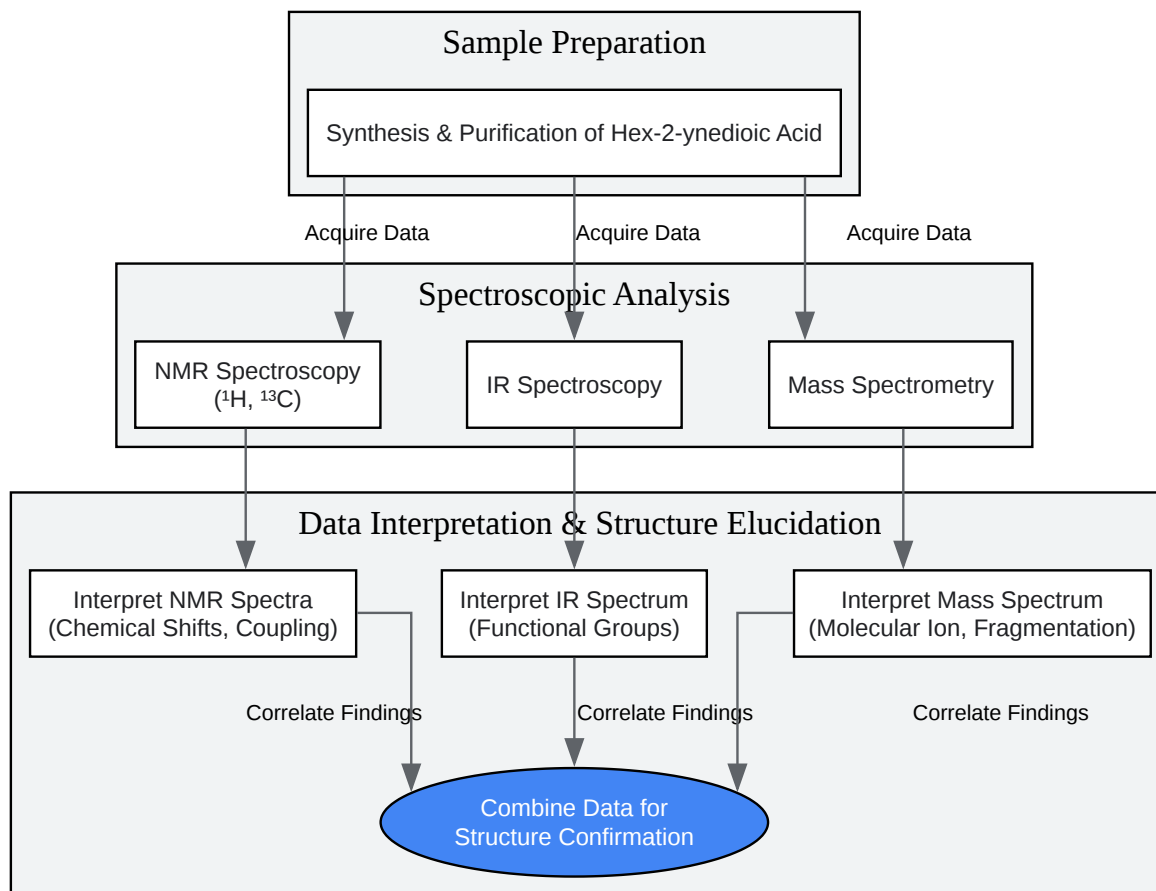 Sample Preparation
Synthesis & Purification of Hex-2-ynedioic Acid
Acquire Data
Acquire Data
Acquire Data
Spectroscopic Analysis
NMR Spectroscopy
(¹H, ¹³C)
IR Spectroscopy
Mass Spectrometry
Data Interpretation & Structure Elucidation
Interpret NMR Spectra
(Chemical Shifts, Coupling)
Interpret IR Spectrum
(Functional Groups)
Interpret Mass Spectrum
(Molecular Ion, Fragmentation)
Correlate Findings
Correlate Findings
Correlate Findings
Combine Data for
Structure Confirmation